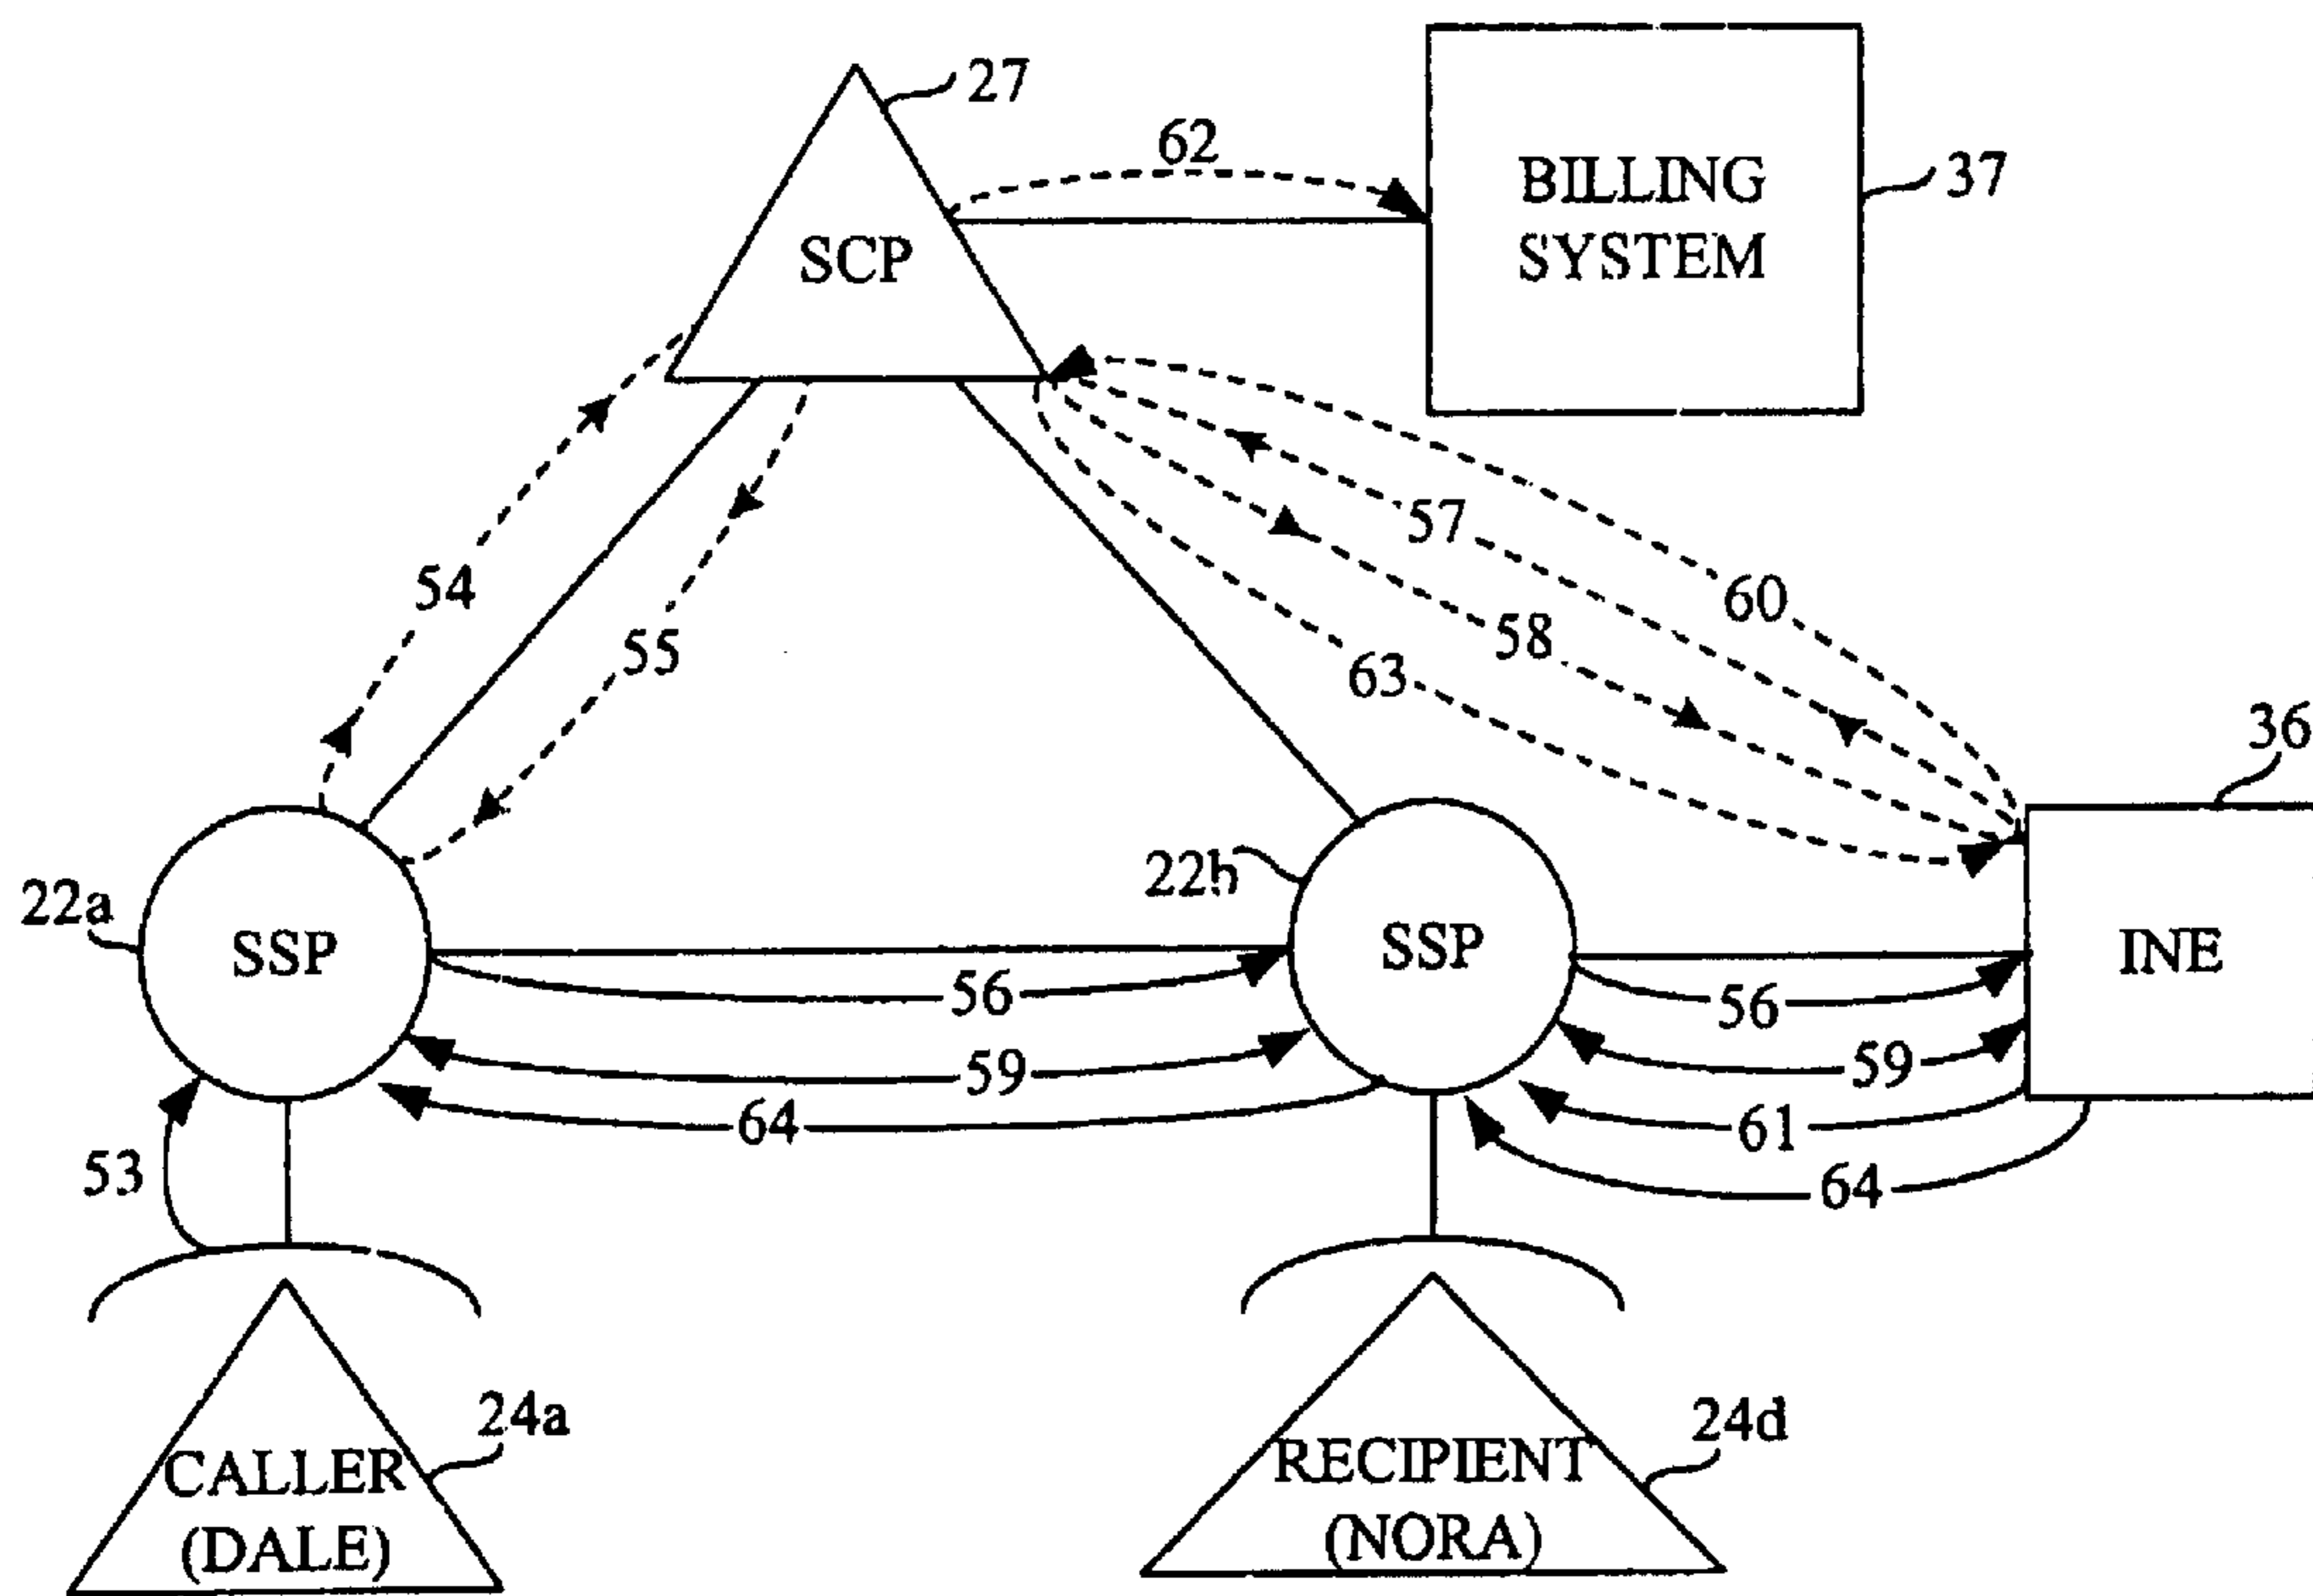 27
62
BILLING
SYSTEM
37
SCP
54
55
57
58
60
63
36
22a
SSP
22h
SSP
INE
56
56
59
59
64
61
64
53
24a
CALLER
(DALE)
24d
RECIPIENT
(NORA)